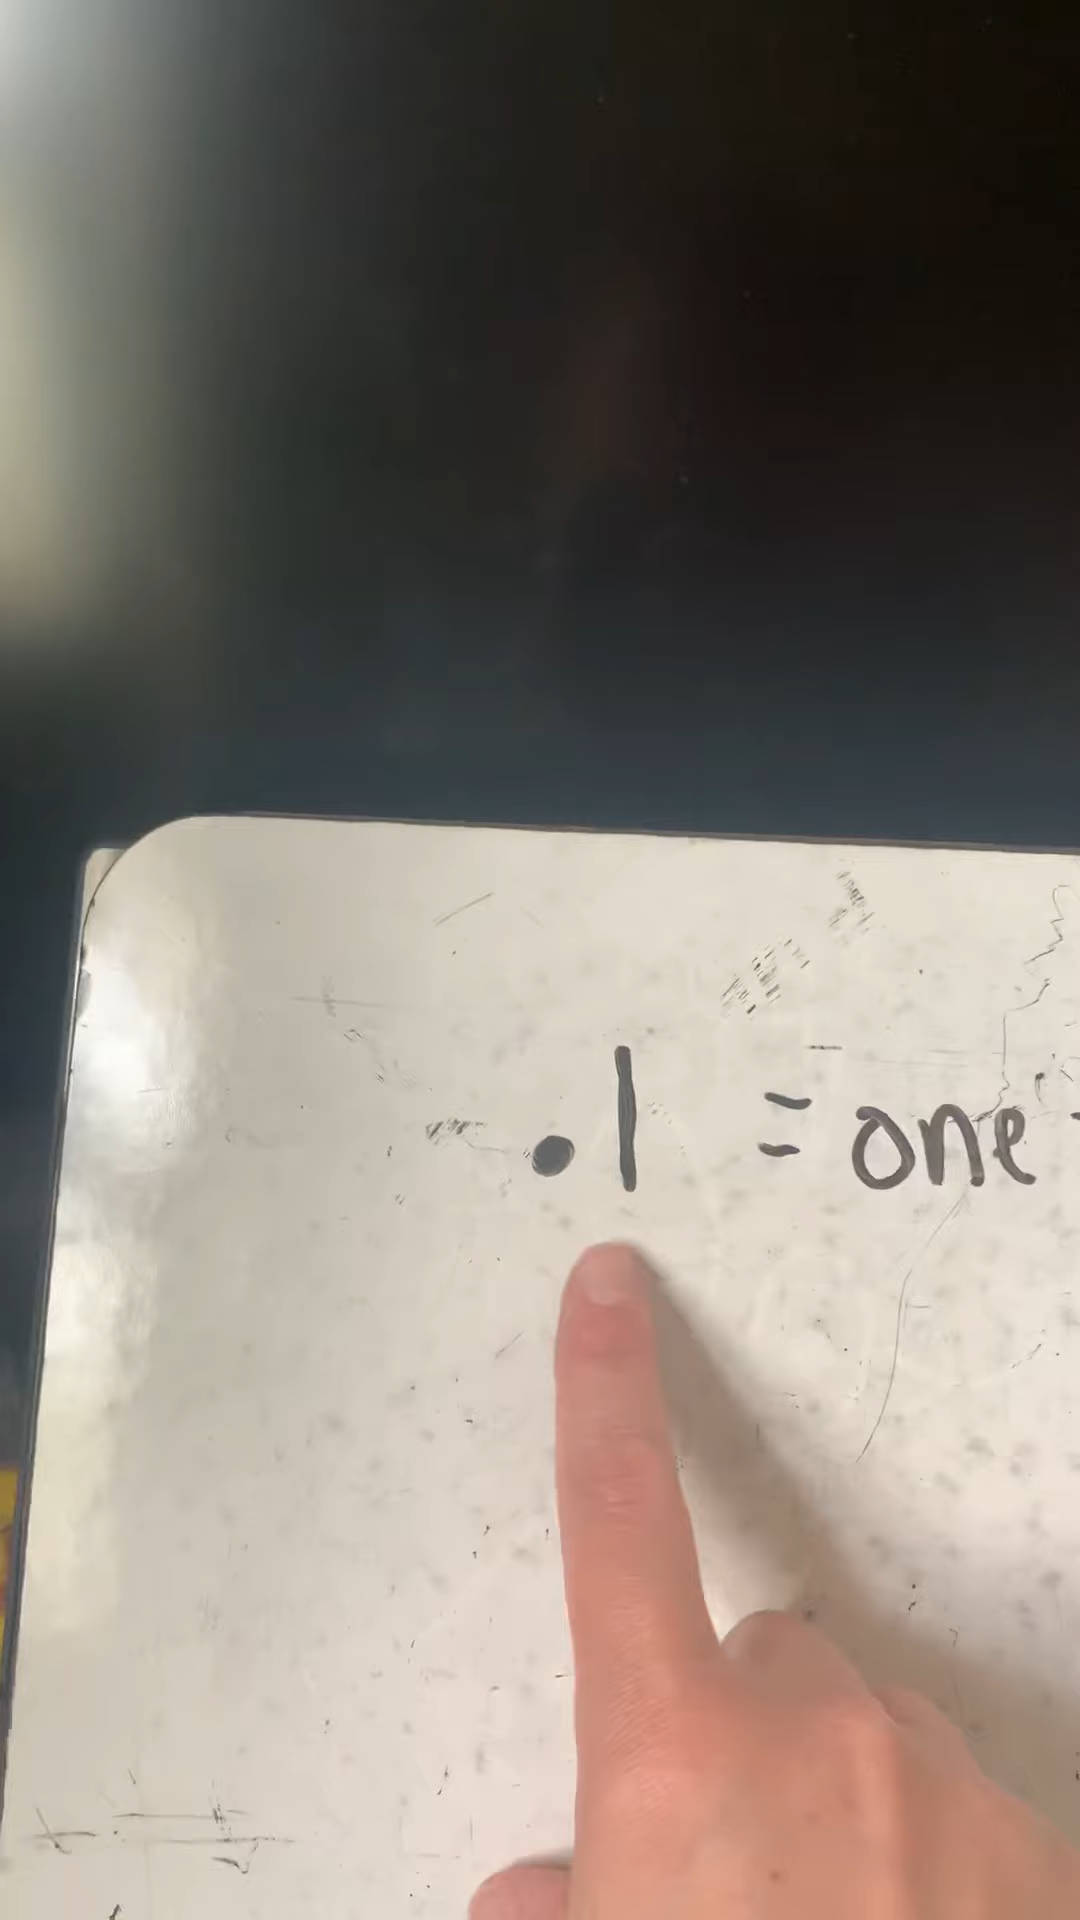 .1 = one